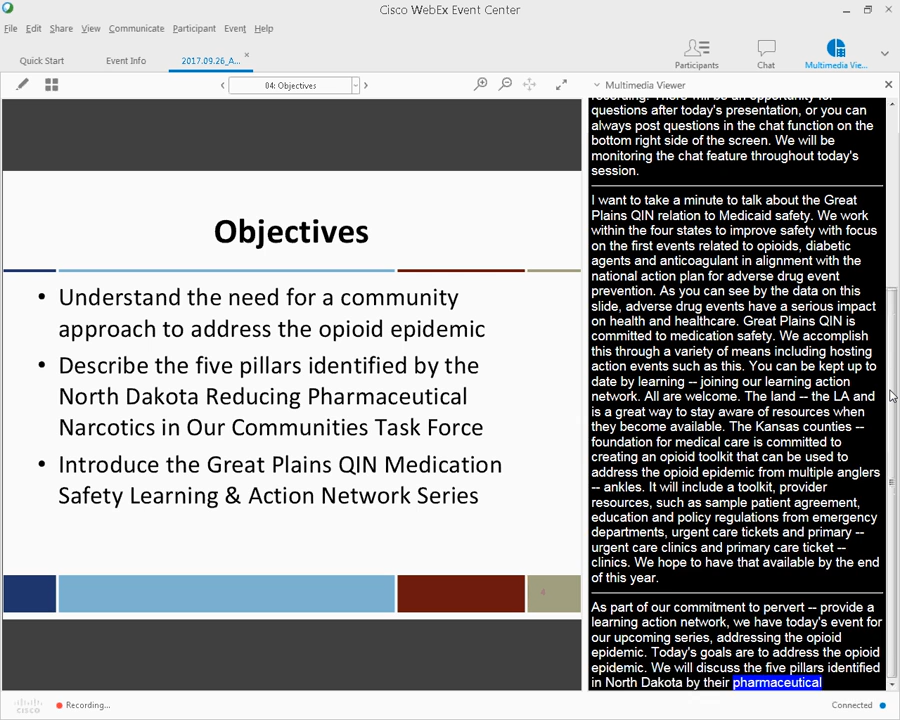 Cisco WebEx Event Center
File Edit Share View Communicate Participant Event Help
Quick Start
Event Info
2017.09.26_A...
Participants
Chat
Multimedia Vie...
04: Objectives
Multimedia Viewer
Objectives
• Understand the need for a community
approach to address the opioid epidemic
• Describe the five pillars identified by the
North Dakota Reducing Pharmaceutical
Narcotics in Our Communities Task Force
• Introduce the Great Plains QIN Medication
Safety Learning & Action Network Series
4
recording. There will be an opportunity for
questions after today's presentation, or you can
always post questions in the chat function on the
bottom right side of the screen. We will be
monitoring the chat feature throughout today's
session.
I want to take a minute to talk about the Great
Plains QIN relation to Medicaid safety. We work
within the four states to improve safety with focus
on the first events related to opioids, diabetic
agents and anticoagulant in alignment with the
national action plan for adverse drug event
prevention. As you can see by the data on this
slide, adverse drug events have a serious impact
on health and healthcare. Great Plains QIN is
committed to medication safety. We accomplish
this through a variety of means including hosting
action events such as this. You can be kept up to
date by learning -- joining our learning action
network. All are welcome. The land -- the LA and
is a great way to stay aware of resources when
they become available. The Kansas counties --
foundation for medical care is committed to
creating an opioid toolkit that can be used to
address the opioid epidemic from multiple anglers
-- ankles. It will include a toolkit, provider
resources, such as sample patient agreement,
education and policy regulations from emergency
departments, urgent care tickets and primary --
urgent care clinics and primary care ticket --
clinics. We hope to have that available by the end
of this year.
As part of our commitment to pervert -- provide a
learning action network, we have today's event for
our upcoming series, addressing the opioid
epidemic. Today's goals are to address the opioid
epidemic. We will discuss the five pillars identified
in North Dakota by their pharmaceutical
cisco
Recording...
Connected